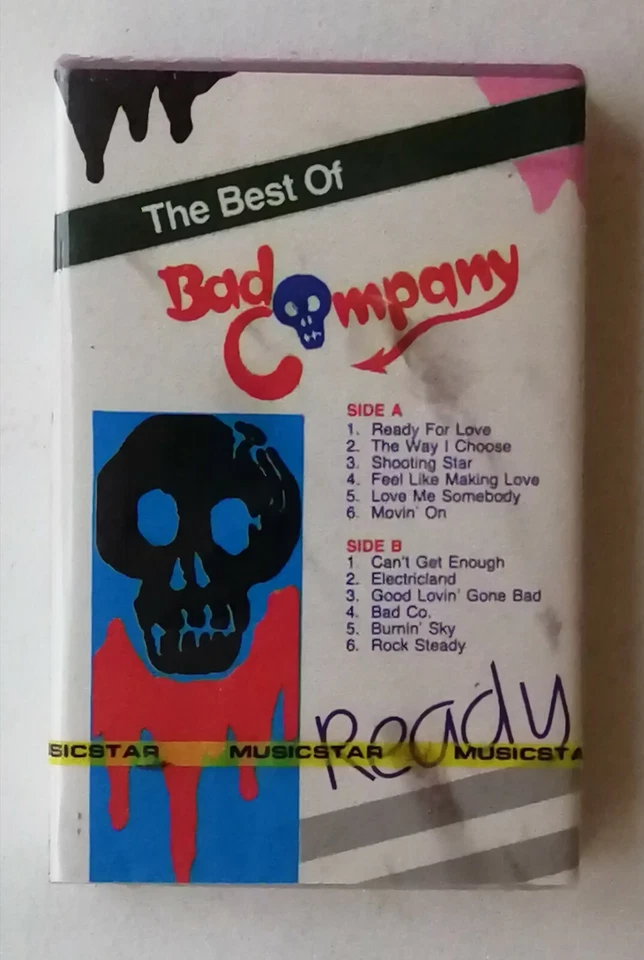 The Best Of
Bad Company
SIDE A
1. Ready For Love
2. The Way I Choose
3. Shooting Star
4. Feel Like Making Love
5. Love Me Somebody
6. Movin' On
SIDE B
1 Can't Get Enough
2. Electricland
3. Good Lovin' Gone Bad
4. Bad Co.
5. Burnin' Sky
6. Rock Steady
Ready
SICSTAR MUSICSTAR MUSICSTA